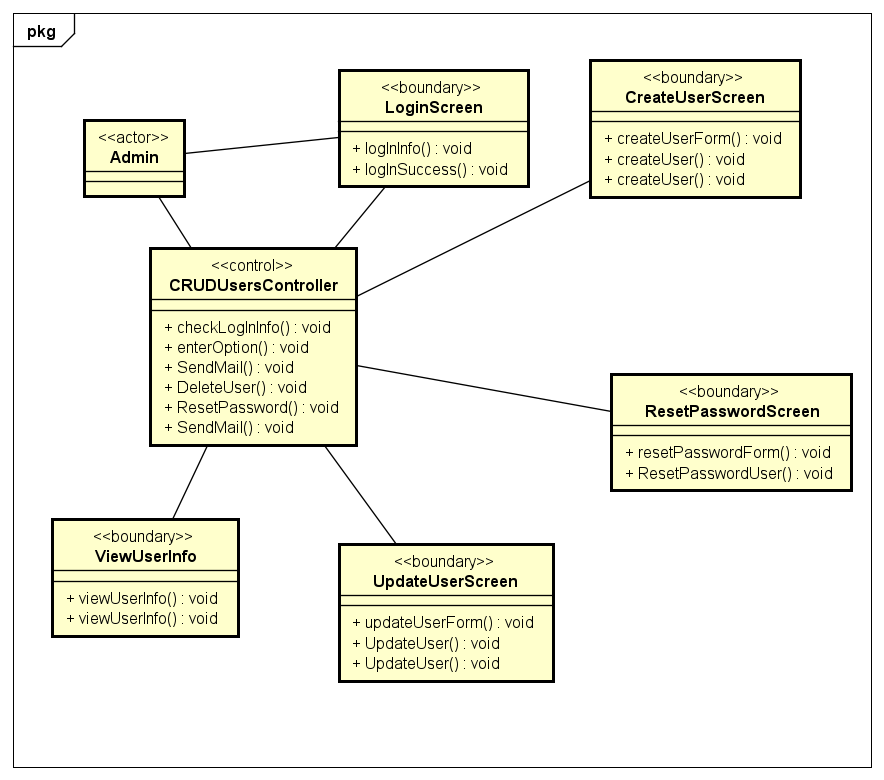 pkg
<<actor>>
Admin
<<boundary>>
LoginScreen
+ logInInfo() : void
+ logInSuccess() : void
<<boundary>>
CreateUserScreen
+ createUserForm() : void
+ createUser() : void
+ createUser() : void
<<control>>
CRUDUsersController
+ checkLogInInfo() : void
+ enterOption() : void
+ SendMail() : void
+ DeleteUser() : void
+ ResetPassword() : void
+ SendMail() : void
<<boundary>>
ResetPasswordScreen
+ resetPasswordForm() : void
+ ResetPasswordUser() : void
<<boundary>>
ViewUserInfo
+ viewUserInfo() : void
+ viewUserInfo() : void
<<boundary>>
UpdateUserScreen
+ updateUserForm() : void
+ UpdateUser() : void
+ UpdateUser() : void